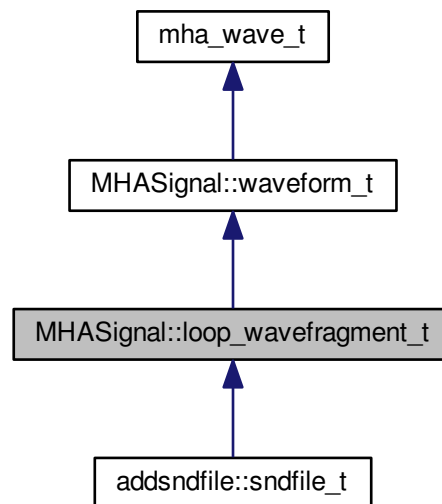 mha_wave_t
MHASignal::waveform_t
MHASignal::loop_wavefragment_t
addsndfile::sndfile_t